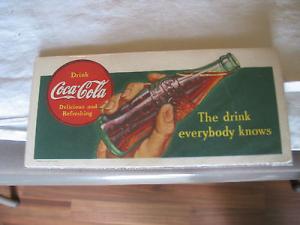 Drink
Coca-Cola
Delicious and
Refreshing
The drink
everybody knows